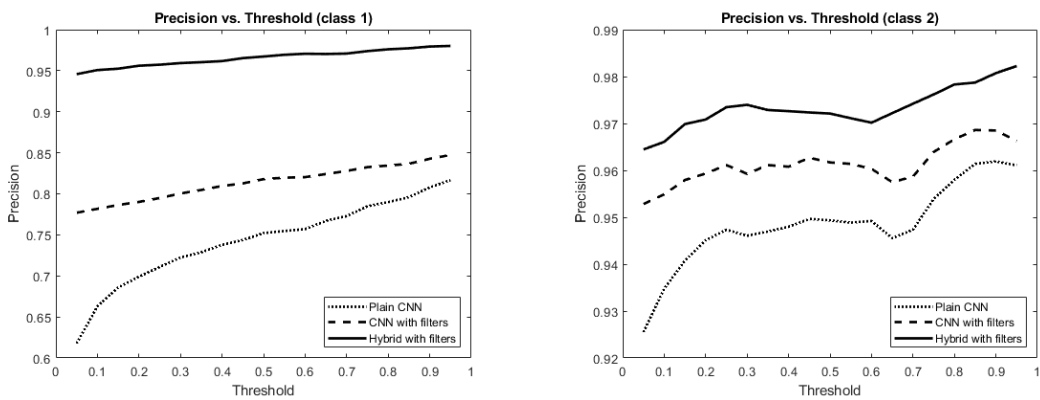 Precision vs. Threshold (class 1)
1
0.95
0.9
0.85
0.8
0.75
0.7
0.65
0.6
Precision
0 0.1 0.2 0.3 0.4 0.5 0.6 0.7 0.8 0.9 1
Threshold
Plain CNN
CNN with filters
Hybrid with filters
Precision vs. Threshold (class 2)
0.99
0.98
0.97
0.96
0.95
0.94
0.93
0.92
Precision
0 0.1 0.2 0.3 0.4 0.5 0.6 0.7 0.8 0.9 1
Threshold
Plain CNN
CNN with filters
Hybrid with filters